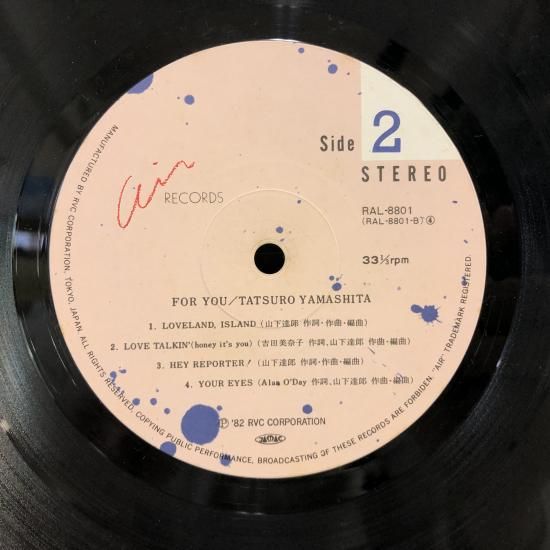 Side 2
STEREO
Air RECORDS
RAL-8801
(RAL-8801-B)④
33⅓rpm
FOR YOU/TATSURO YAMASHITA
1. LOVELAND, ISLAND (山下達郎 作詞・作曲・編曲)
2. LOVE TALKIN' (honey it's you) (吉田美奈子 作詞、山下達郎 作曲・編曲)
3. HEY REPORTER! (山下達郎 作詞・作曲・編曲)
4. YOUR EYES (Alan O'Day 作詞、山下達郎 作曲・編曲)
Ⓟ '82 RVC CORPORATION
JASRAC
MANUFACTURED BY RVC CORPORATION, TOKYO, JAPAN. ALL RIGHTS RESERVED. COPYING PUBLIC PERFORMANCE, BROADCASTING OF THESE RECORDS ARE FORBIDDEN. "AIR" TRADEMARK REGISTERED.